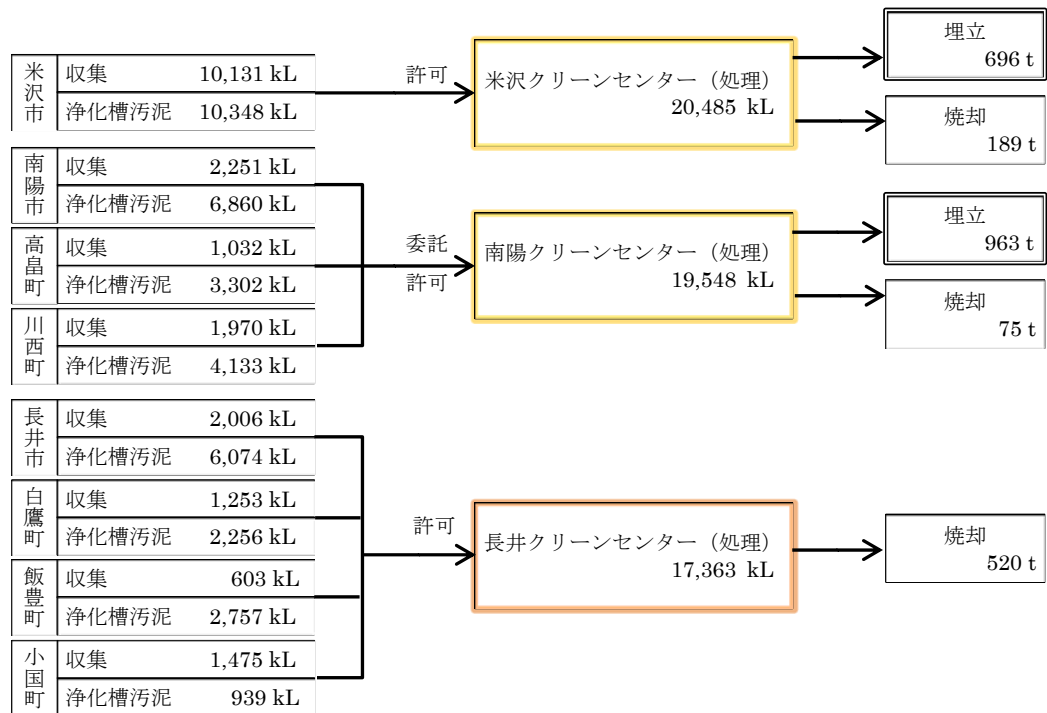 米沢市
収集 10,131 kL
浄化槽汚泥 10,348 kL
許可
米沢クリーンセンター（処理）
20,485 kL
埋立
696 t
焼却
189 t
南陽市
収集 2,251 kL
浄化槽汚泥 6,860 kL
高畠町
収集 1,032 kL
浄化槽汚泥 3,302 kL
川西町
収集 1,970 kL
浄化槽汚泥 4,133 kL
委託
許可
南陽クリーンセンター（処理）
19,548 kL
埋立
963 t
焼却
75 t
長井市
収集 2,006 kL
浄化槽汚泥 6,074 kL
白鷹町
収集 1,253 kL
浄化槽汚泥 2,256 kL
飯豊町
収集 603 kL
浄化槽汚泥 2,757 kL
小国町
収集 1,475 kL
浄化槽汚泥 939 kL
許可
長井クリーンセンター（処理）
17,363 kL
焼却
520 t